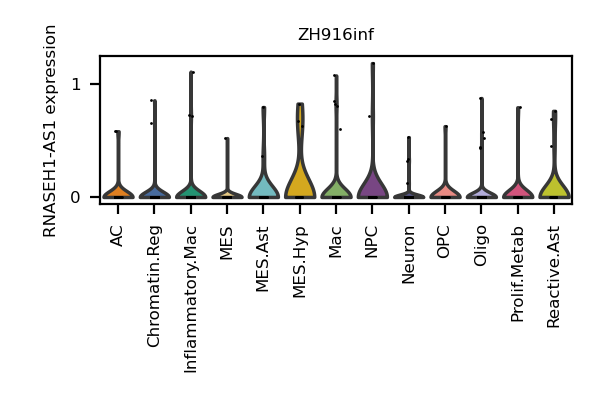 ZH916inf
RNASEH1-AS1 expression
1
0
AC
Chromatin.Reg
Inflammatory.Mac
MES
MES.Ast
MES.Hyp
Mac
NPC
Neuron
OPC
Oligo
Prolif.Metab
Reactive.Ast